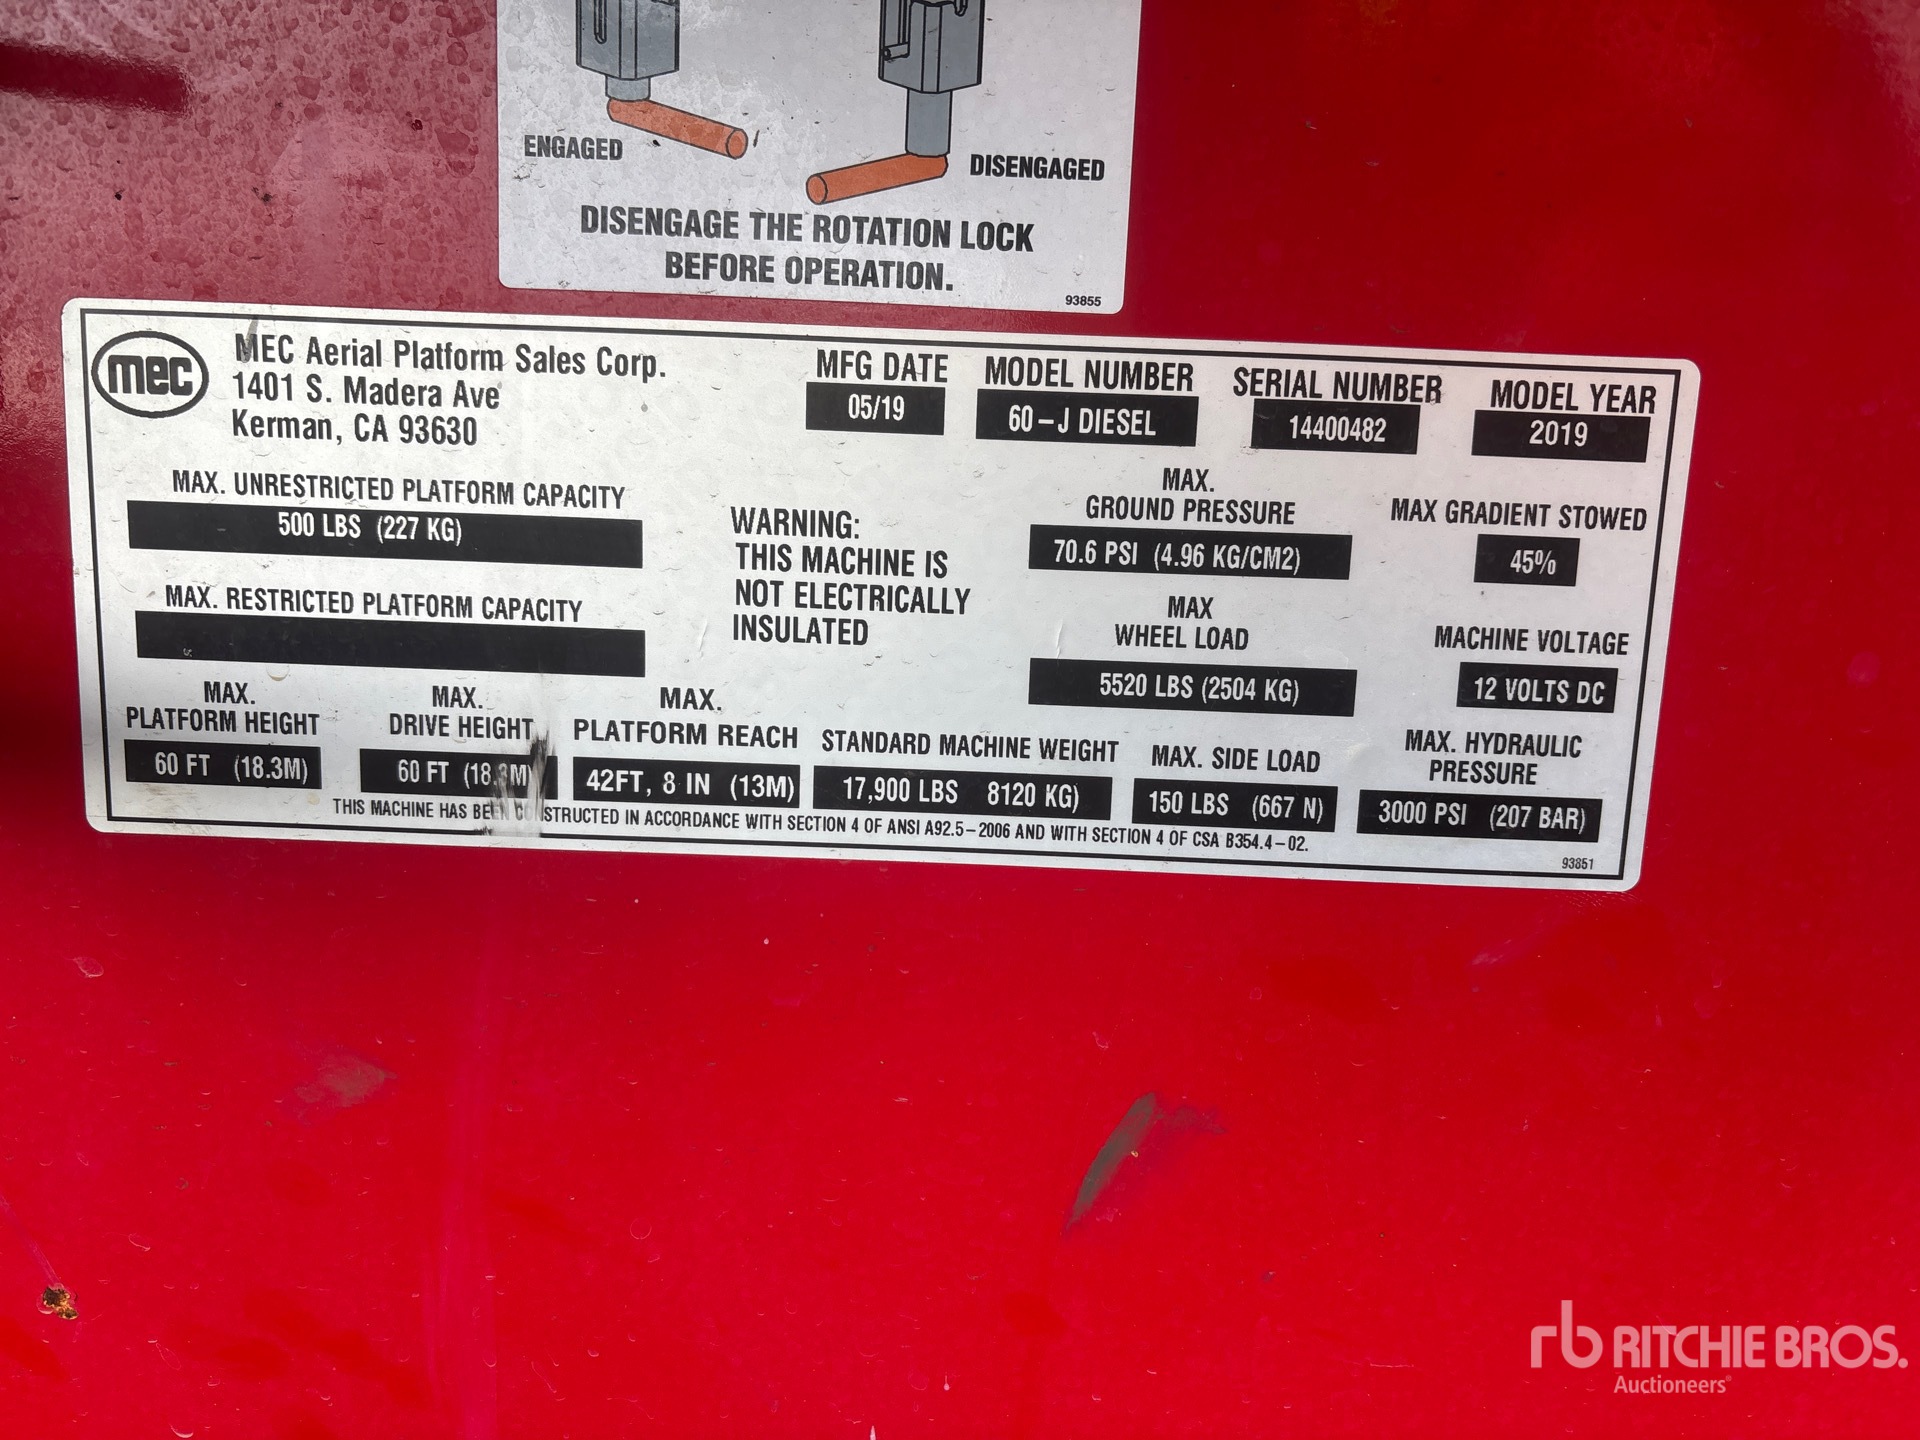 ENGAGED
DISENGAGED
DISENGAGE THE ROTATION LOCK
BEFORE OPERATION.
93855
mec
MEC Aerial Platform Sales Corp.
1401 S. Madera Ave
Kerman, CA 93630
MFG DATE
05/19
MODEL NUMBER
60-J DIESEL
SERIAL NUMBER
14400482
MODEL YEAR
2019
MAX. UNRESTRICTED PLATFORM CAPACITY
500 LBS (227 KG)
MAX. RESTRICTED PLATFORM CAPACITY
WARNING:
THIS MACHINE IS
NOT ELECTRICALLY
INSULATED
MAX.
GROUND PRESSURE
70.6 PSI (4.96 KG/CM2)
MAX GRADIENT STOWED
45%
MAX
WHEEL LOAD
5520 LBS (2504 KG)
MACHINE VOLTAGE
12 VOLTS DC
MAX.
PLATFORM HEIGHT
60 FT (18.3M)
MAX.
DRIVE HEIGHT
60 FT (18.3M)
MAX.
PLATFORM REACH
42FT, 8 IN (13M)
STANDARD MACHINE WEIGHT
17,900 LBS 8120 KG)
MAX. SIDE LOAD
150 LBS (667 N)
MAX. HYDRAULIC
PRESSURE
3000 PSI (207 BAR)
THIS MACHINE HAS BEEN CONSTRUCTED IN ACCORDANCE WITH SECTION 4 OF ANSI A92.5-2006 AND WITH SECTION 4 OF CSA B354.4-02.
93851
rb RITCHIE BROS.
Auctioneers